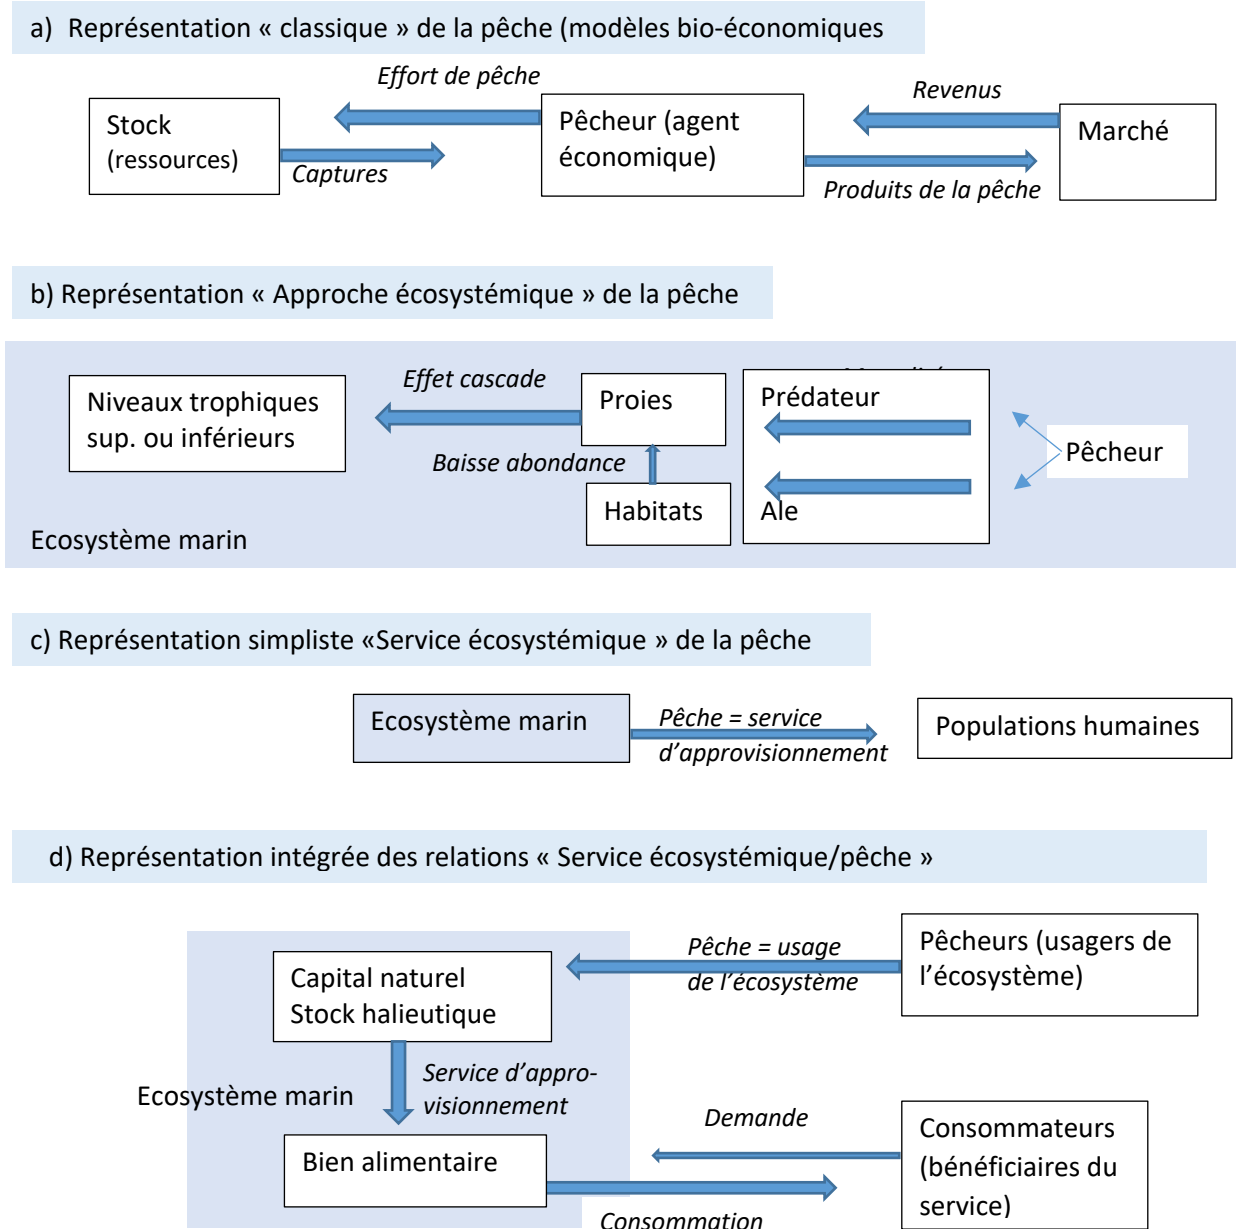 a) Représentation « classique » de la pêche (modèles bio-économiques
Effort de pêche
Revenus
Stock
(ressources)
Pêcheur (agent
économique)
Marché
Captures
Produits de la pêche
b) Représentation « Approche écosystémique » de la pêche
Niveaux trophiques
sup. ou inférieurs
Effet cascade
Proies
Prédateur
Pêcheur
Baisse abondance
Habitats
Ale
Ecosystème marin
c) Représentation simpliste «Service écosystémique » de la pêche
Ecosystème marin
Pêche = service
d’approvisionnement
Populations humaines
d) Représentation intégrée des relations « Service écosystémique/pêche »
Pêche = usage
de l’écosystème
Pêcheurs (usagers de
l’écosystème)
Capital naturel
Stock halieutique
Service d’appro-
visionnement
Ecosystème marin
Demande
Consommateurs
(bénéficiaires du
service)
Bien alimentaire
Consommation